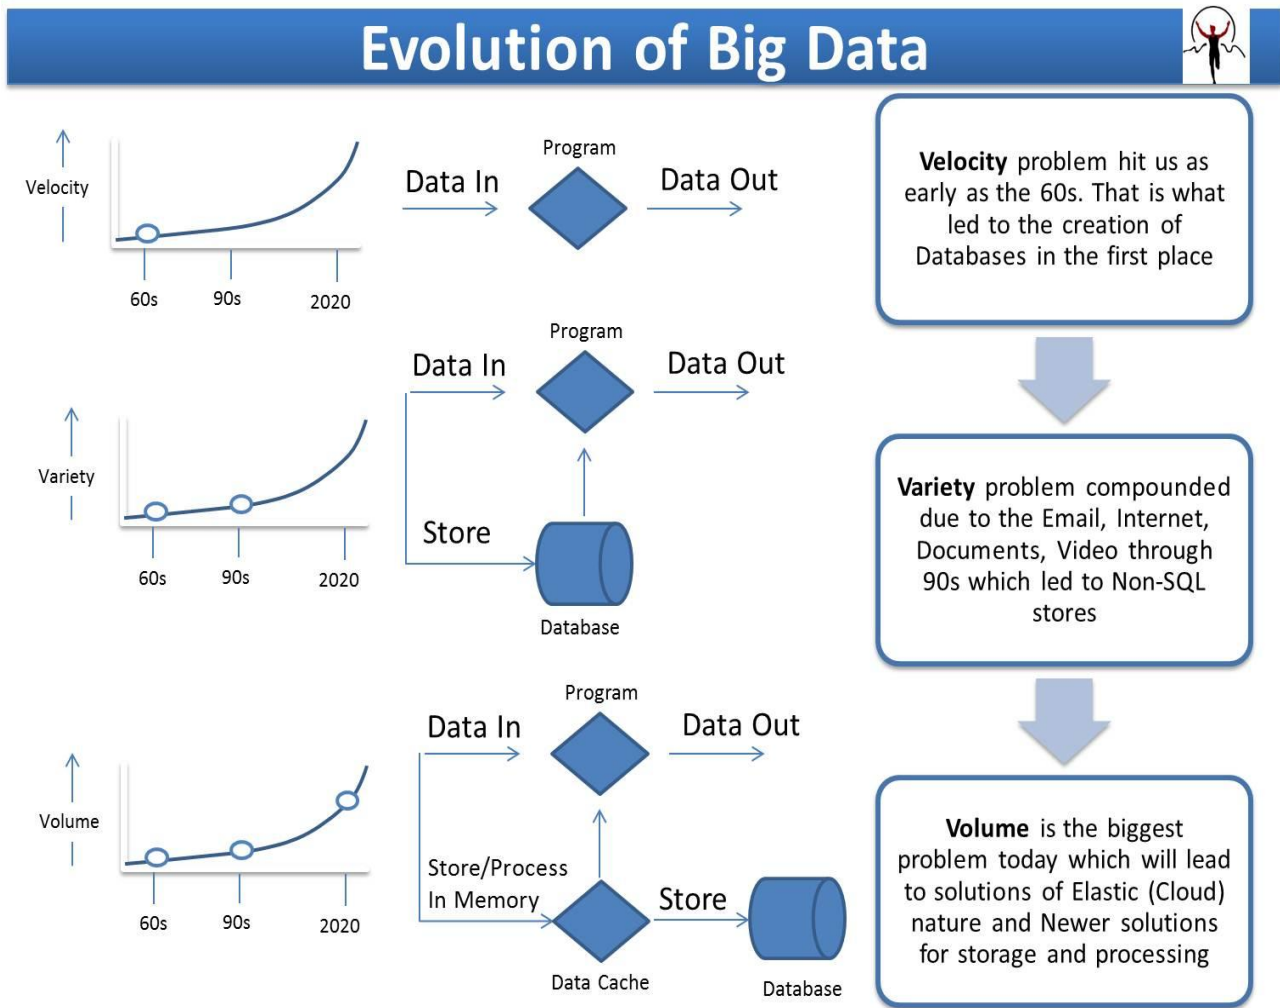 Evolution of Big Data
Velocity
60s
90s
2020
Data In
Program
Data Out
Velocity problem hit us as
early as the 60s. That is what
led to the creation of
Databases in the first place
Variety
60s
90s
2020
Data In
Program
Data Out
Store
Database
Variety problem compounded
due to the Email, Internet,
Documents, Video through
90s which led to Non-SQL
stores
Volume
60s
90s
2020
Data In
Program
Data Out
Store/Process
In Memory
Data Cache
Store
Database
Volume is the biggest
problem today which will lead
to solutions of Elastic (Cloud)
nature and Newer solutions
for storage and processing